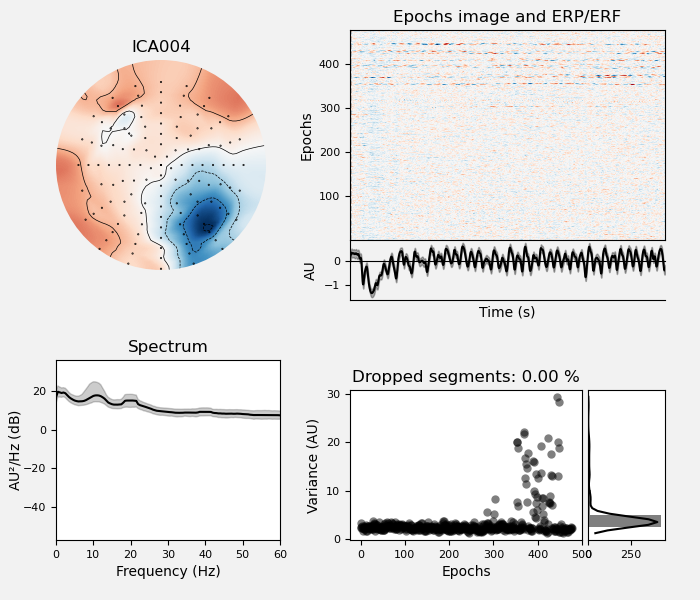 Epochs image and ERP/ERF
ICA004
400
300
200
100
Epochs
0
−1
AU
Time (s)
Spectrum
20
0
−20
−40
AU²/Hz (dB)
0 10 20 30 40 50 60
Frequency (Hz)
Dropped segments: 0.00 %
30
20
10
0
Variance (AU)
0 100 200 300 400 500
Epochs
0 250